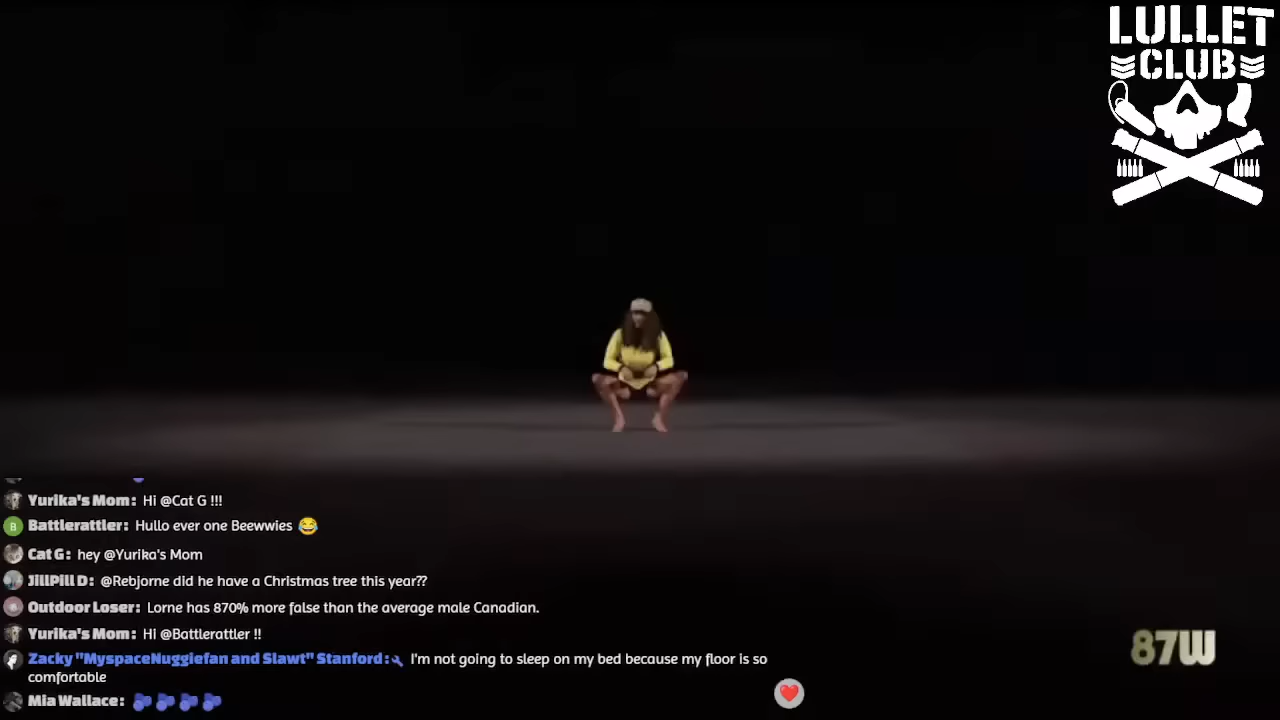 LULLET
CLUB
Yurika's Mom: Hi @Cat G !!!
B Battlerattler: Hullo ever one Beewwies 😂
Cat G: hey @Yurika's Mom
JillPill D: @Rebjorne did he have a Christmas tree this year??
Outdoor Loser: Lorne has 870% more false than the average male Canadian.
Yurika's Mom: Hi @Battlerattler !!
Zacky "MyspaceNuggiefan and Slawt" Stanford: I'm not going to sleep on my bed because my floor is so
comfortable
Mia Wallace: 🫐🫐🫐🫐
87W